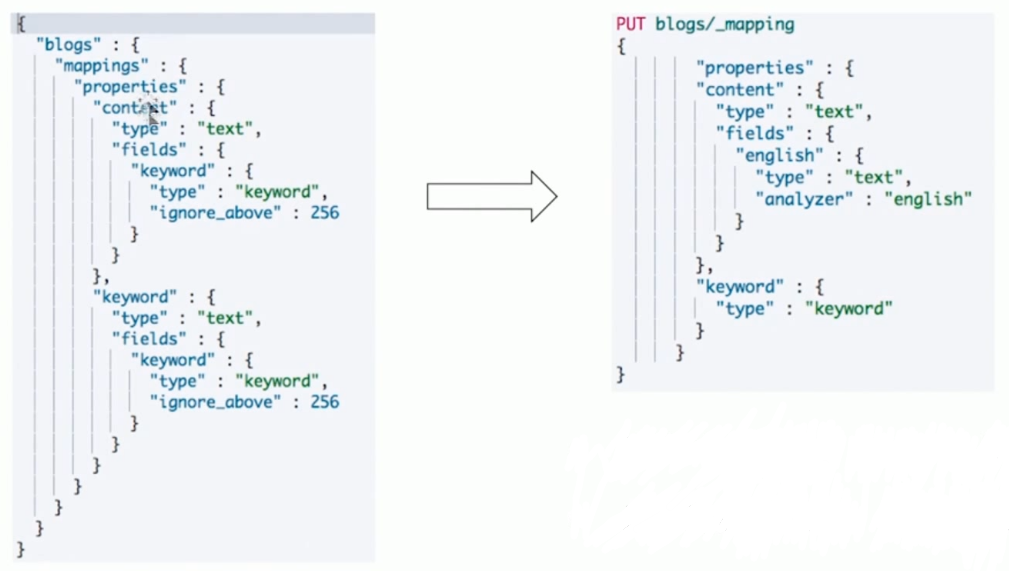 {
"blogs" : {
"mappings" : {
"properties" : {
"content" : {
"type" : "text",
"fields" : {
"keyword" : {
"type" : "keyword",
"ignore_above" : 256
}
}
},
"keyword" : {
"type" : "text",
"fields" : {
"keyword" : {
"type" : "keyword",
"ignore_above" : 256
}
}
}
}
}
}
}
PUT blogs/_mapping
{
"properties" : {
"content" : {
"type" : "text",
"fields" : {
"english" : {
"type" : "text",
"analyzer" : "english"
}
}
},
"keyword" : {
"type" : "keyword"
}
}
}